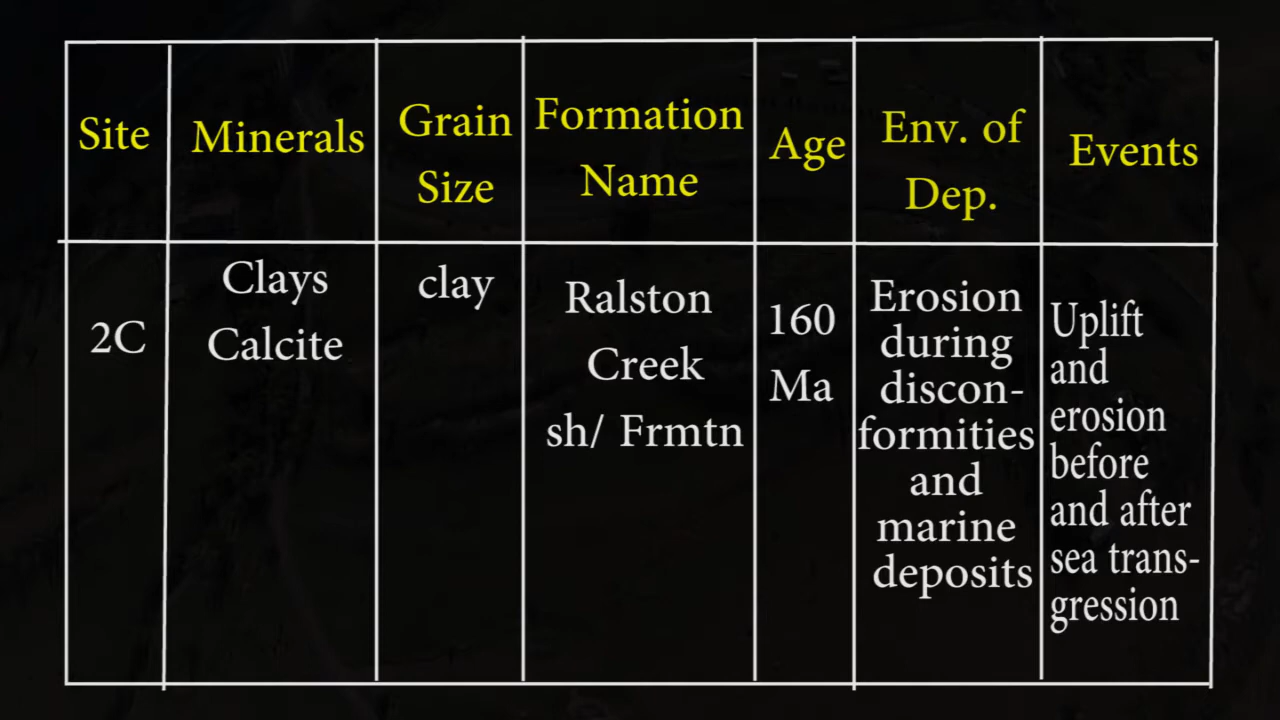 Site
Minerals
Grain
Size
Formation
Name
Age
Env. of
Dep.
Events
2C
Clays
Calcite
clay
Ralston
Creek
sh/ Frmtn
160
Ma
Erosion
during
discon-
formities
and
marine
deposits
Uplift
and
erosion
before
and after
sea trans-
gression